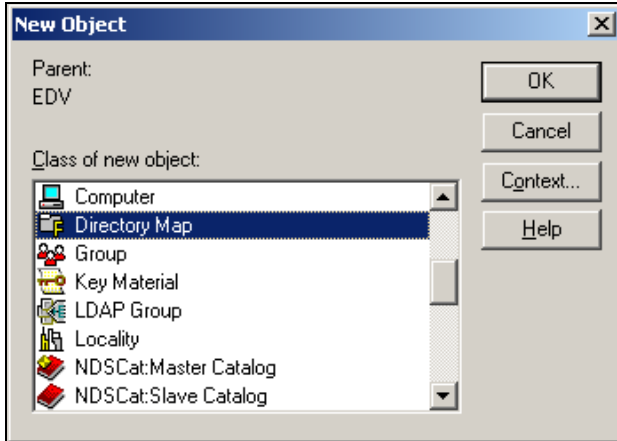 New Object
Parent:
EDV
Class of new object:
Computer
Directory Map
Group
Key Material
LDAP Group
Locality
NDSCat:Master Catalog
NDSCat:Slave Catalog
OK
Cancel
Context...
Help